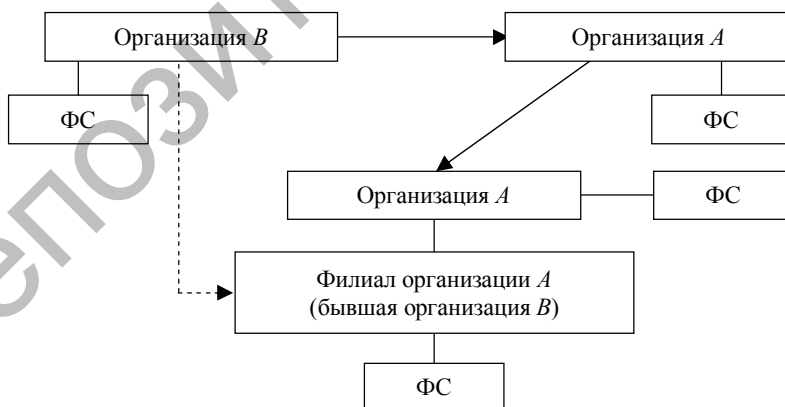 Организация B
Организация A
ФС
ФС
Организация A
ФС
Филиал организации A
(бывшая организация B)
ФС